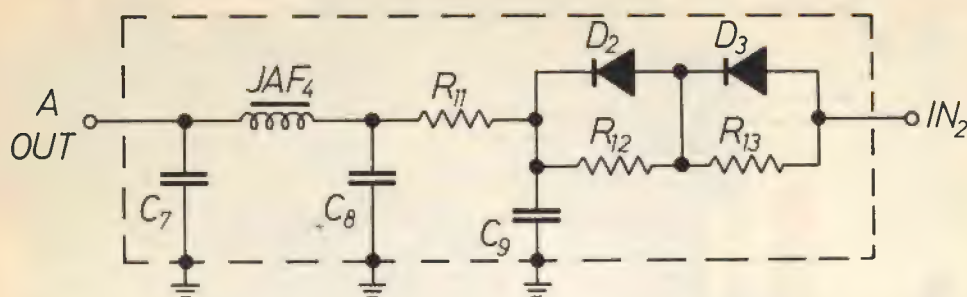 D₂
D₃
A
OUT
JAF₄
R₁₁
R₁₂
R₁₃
IN₂
C₇
C₈
C₉